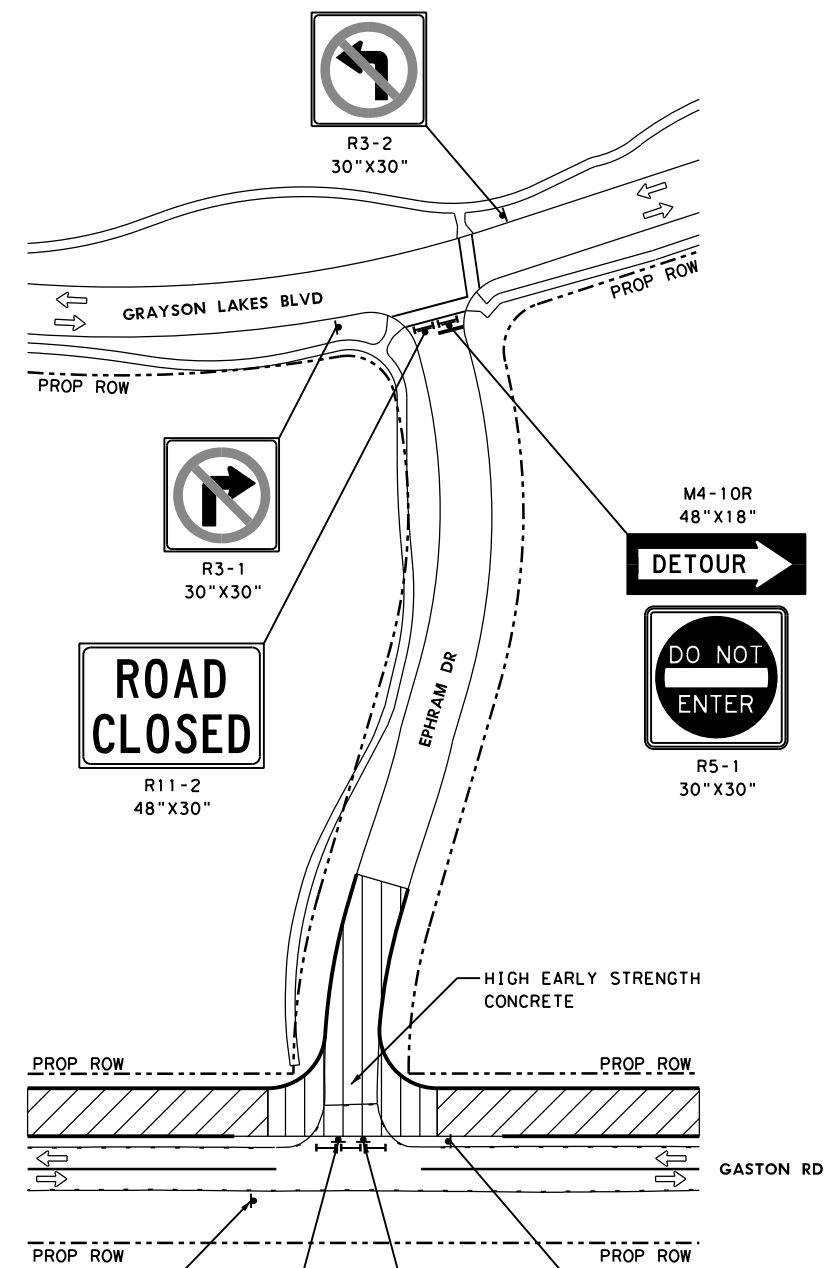 R3-2
30"X30"
PROP ROW
GRAYSON LAKES BLVD
PROP ROW
R3-1
30"X30"
M4-10R
48"X18"
DETOUR
DO NOT
ENTER
R5-1
30"X30"
ROAD
CLOSED
R11-2
48"X30"
EPHRAM DR
HIGH EARLY STRENGTH
CONCRETE
PROP ROW
PROP ROW
GASTON RD
PROP ROW
PROP ROW